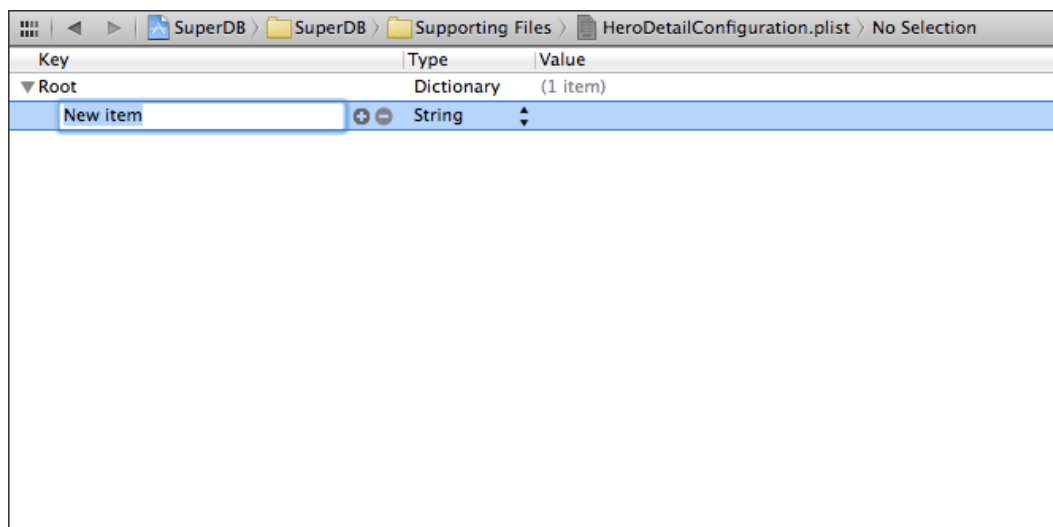 SuperDB SuperDB Supporting Files HeroDetailConfiguration.plist No Selection
Key Type Value
Root Dictionary (1 item)
New item String